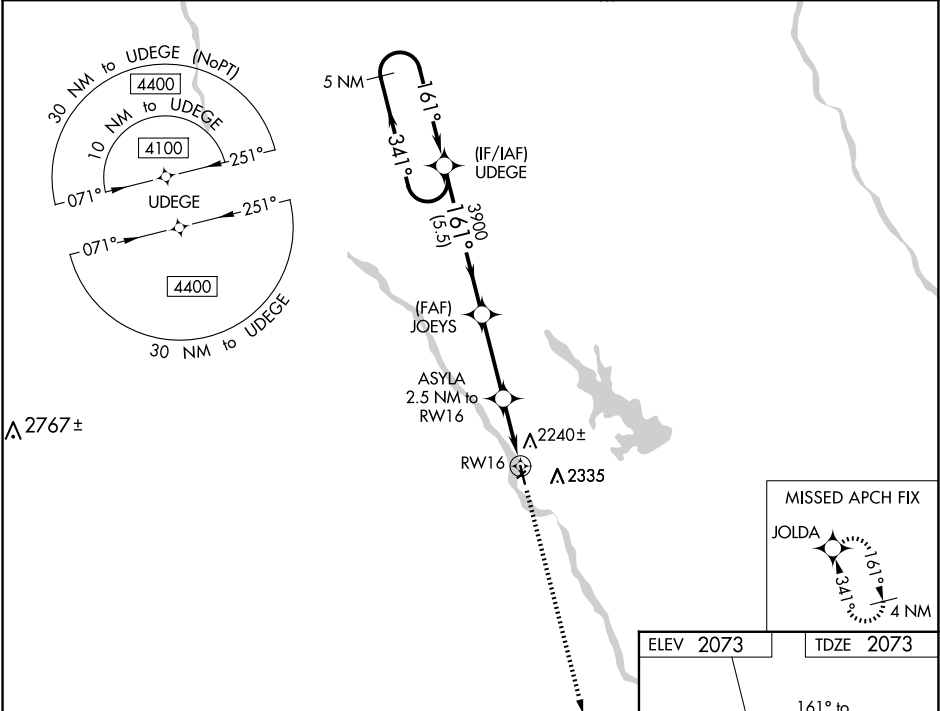 30 NM to UDEGE (NoPT)
4400
10 NM to UDEGE
4100
071°
251°
UDEGE
071°
251°
4400
30 NM to UDEGE
5 NM
161°
341°
(IF/IAF)
UDEGE
3900
161°
(5.5)
(FAF)
JOEYS
ASYLA
2.5 NM to
RW16
2767±
2240±
RW16
2335
MISSED APCH FIX
JOLDA
161°
341°
4 NM
ELEV 2073
TDZE 2073
161° to